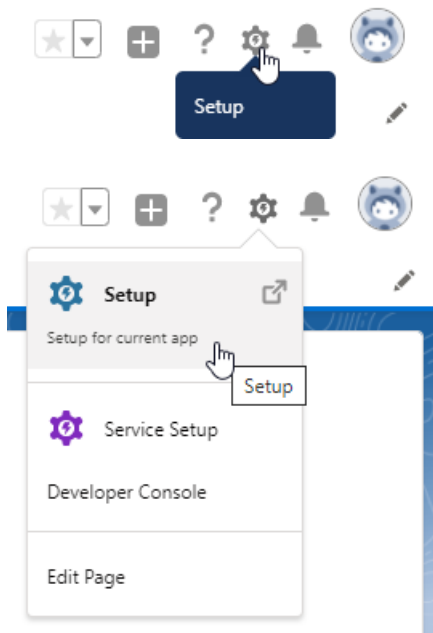 Setup
Setup
Setup for current app
Setup
Service Setup
Developer Console
Edit Page